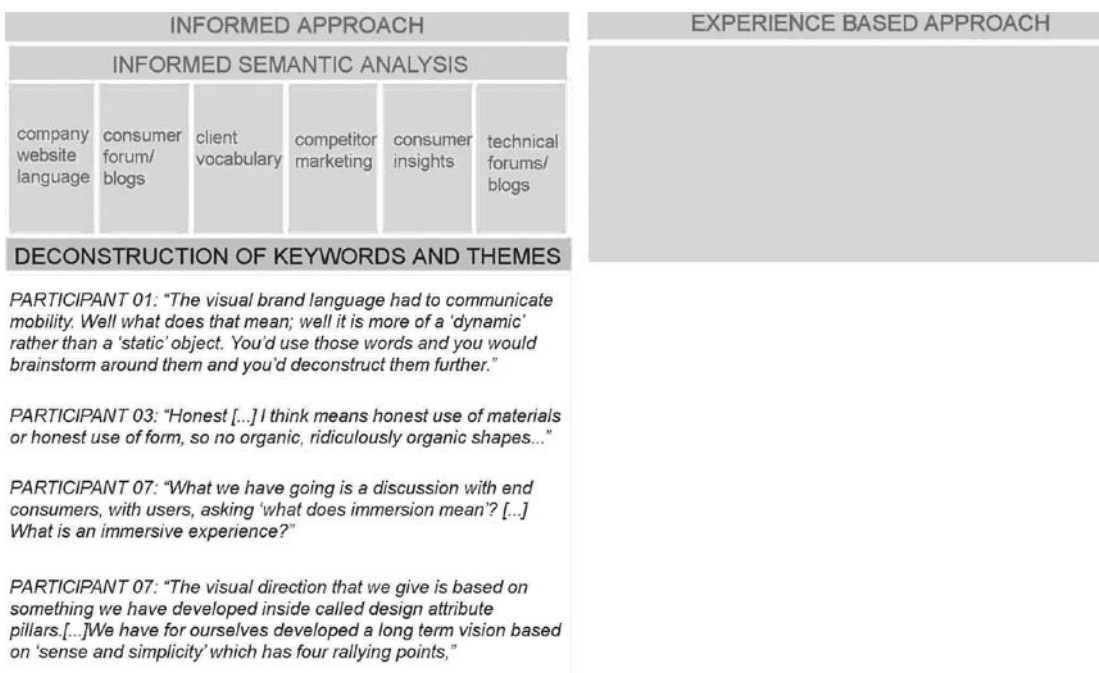 INFORMED APPROACH
EXPERIENCE BASED APPROACH
INFORMED SEMANTIC ANALYSIS
company
website
language
consumer
forum/
blogs
client
vocabulary
competitor
marketing
consumer
insights
technical
forums/
blogs
DECONSTRUCTION OF KEYWORDS AND THEMES
PARTICIPANT 01: “The visual brand language had to communicate
mobility. Well what does that mean; well it is more of a ‘dynamic’
rather than a ‘static’ object. You’d use those words and you would
brainstorm around them and you’d deconstruct them further.”
PARTICIPANT 03: “Honest [...] I think means honest use of materials
or honest use of form, so no organic, ridiculously organic shapes...”
PARTICIPANT 07: “What we have going is a discussion with end
consumers, with users, asking ‘what does immersion mean’? [...]
What is an immersive experience?”
PARTICIPANT 07: “The visual direction that we give is based on
something we have developed inside called design attribute
pillars.[...]We have for ourselves developed a long term vision based
on ‘sense and simplicity’ which has four rallying points,”